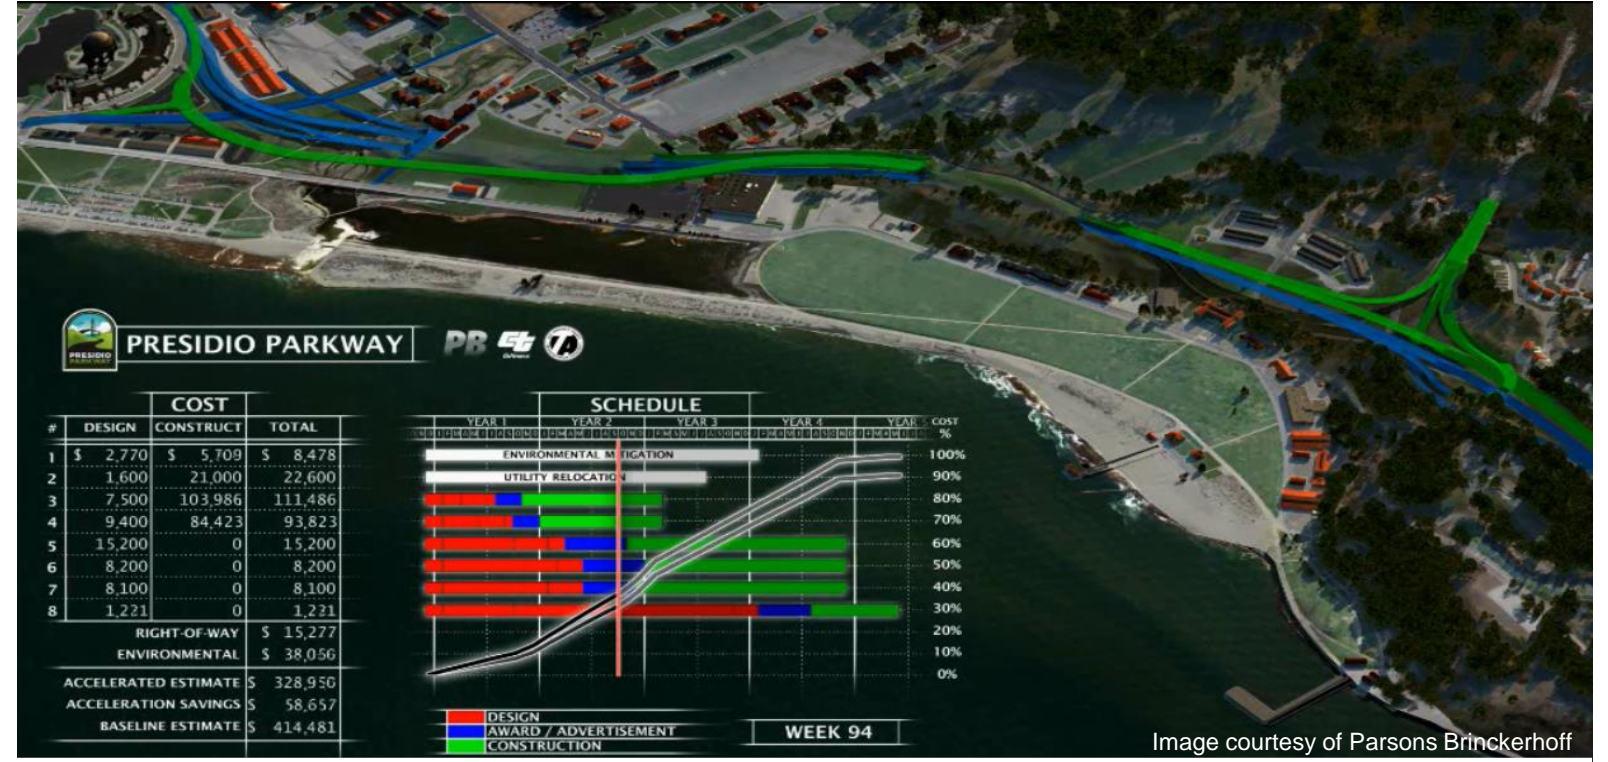 PRESIDIO PARKWAY
PRESIDIO PARKWAY
PB
TA
COST
# DESIGN CONSTRUCT TOTAL
1 $ 2,770 $ 5,709 $ 8,478
2 1,600 21,000 22,600
3 7,500 103,986 111,486
4 9,400 84,423 93,823
5 15,200 0 15,200
6 8,200 0 8,200
7 8,100 0 8,100
8 1,221 0 1,221
RIGHT-OF-WAY $ 15,277
ENVIRONMENTAL $ 38,056
ACCELERATED ESTIMATE $ 328,950
ACCELERATION SAVINGS $ 58,657
BASELINE ESTIMATE $ 414,481
SCHEDULE
YEAR 1 YEAR 2 YEAR 3 YEAR 4 YEAR COST
%
ENVIRONMENTAL MITIGATION 100%
UTILITY RELOCATION 90%
80%
70%
60%
50%
40%
30%
20%
10%
0%
DESIGN
AWARD / ADVERTISEMENT
CONSTRUCTION
WEEK 94
Image courtesy of Parsons Brinckerhoff